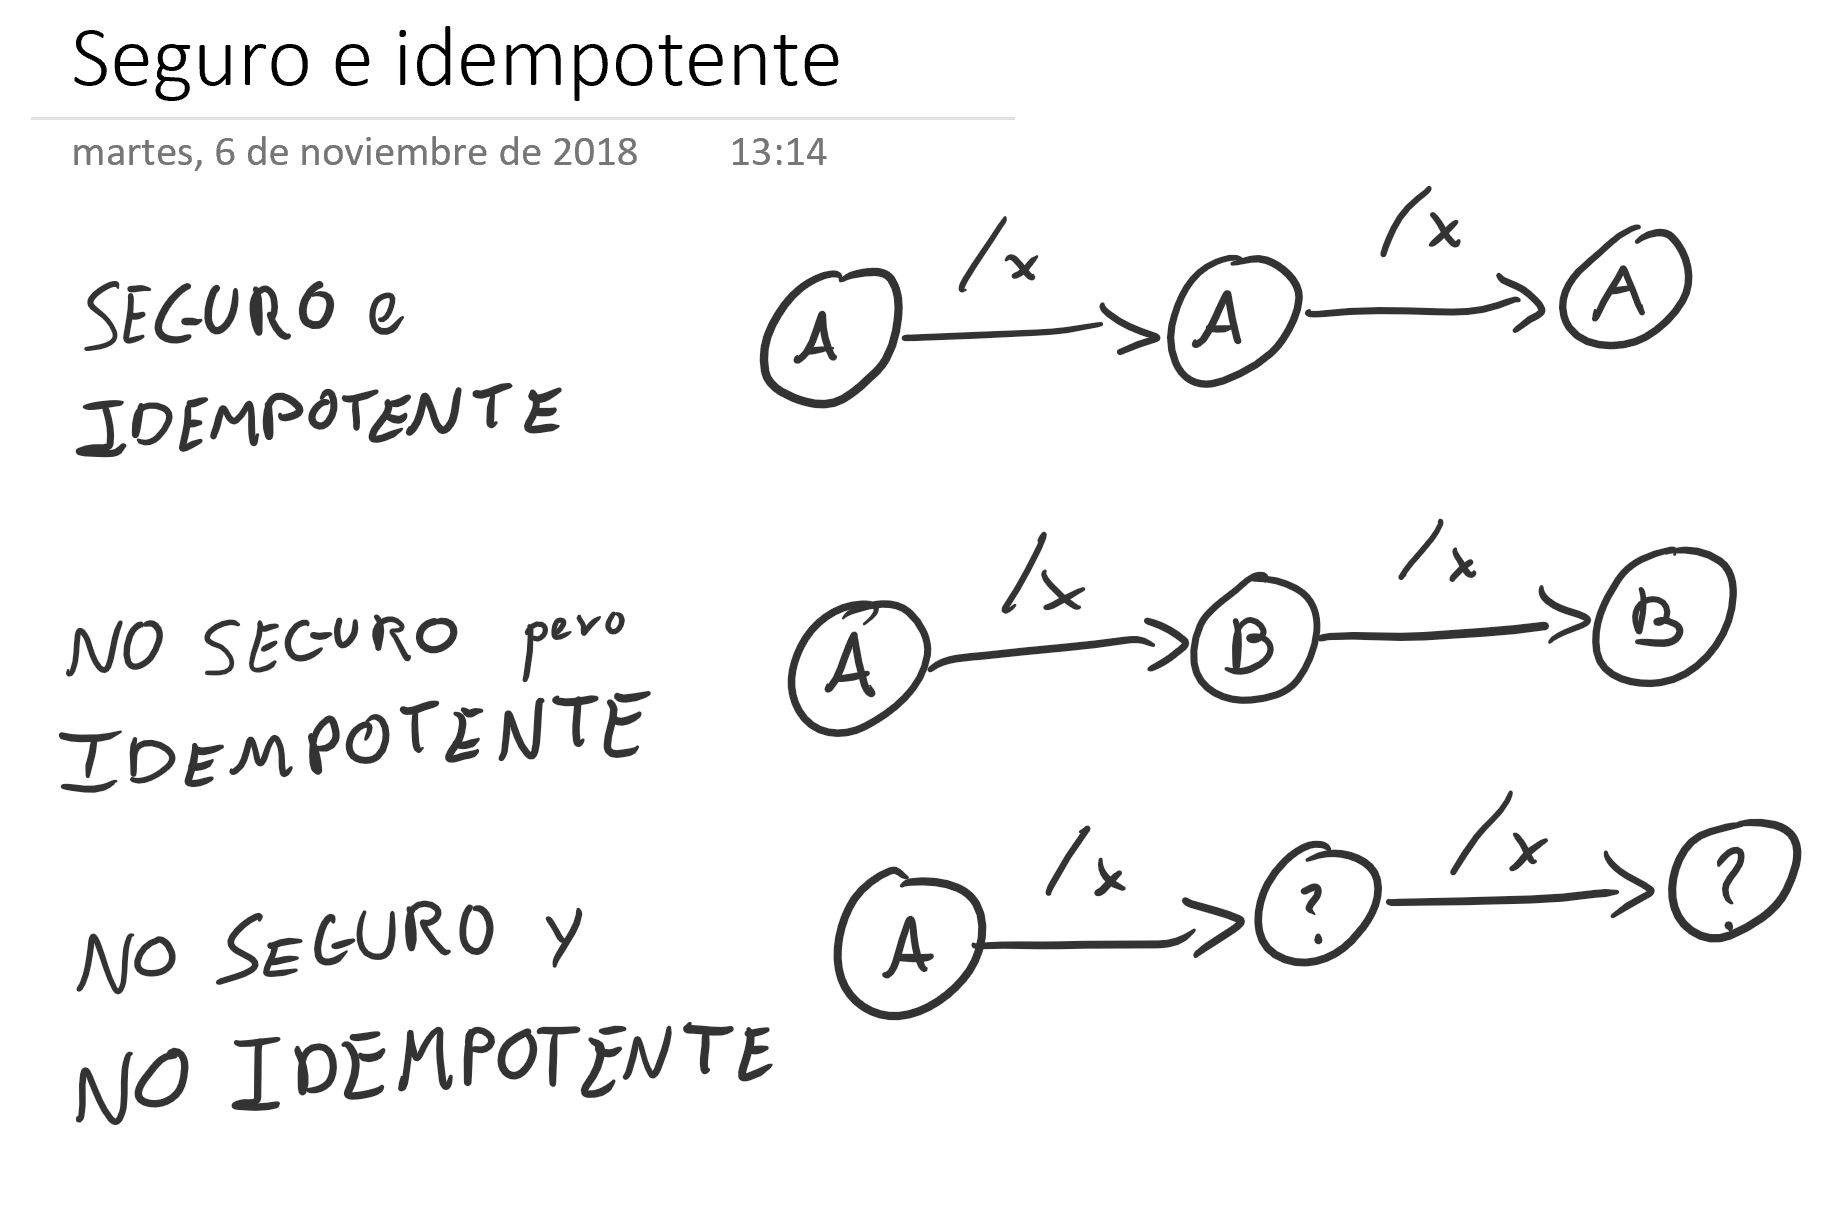 Seguro e idempotente
martes, 6 de noviembre de 2018 13:14
SEGURO e
IDEMPOTENTE
A /x A /x A
NO SEGURO pero
IDEMPOTENTE
A /x B /x B
NO SEGURO y
NO IDEMPOTENTE
A /x ? /x ?